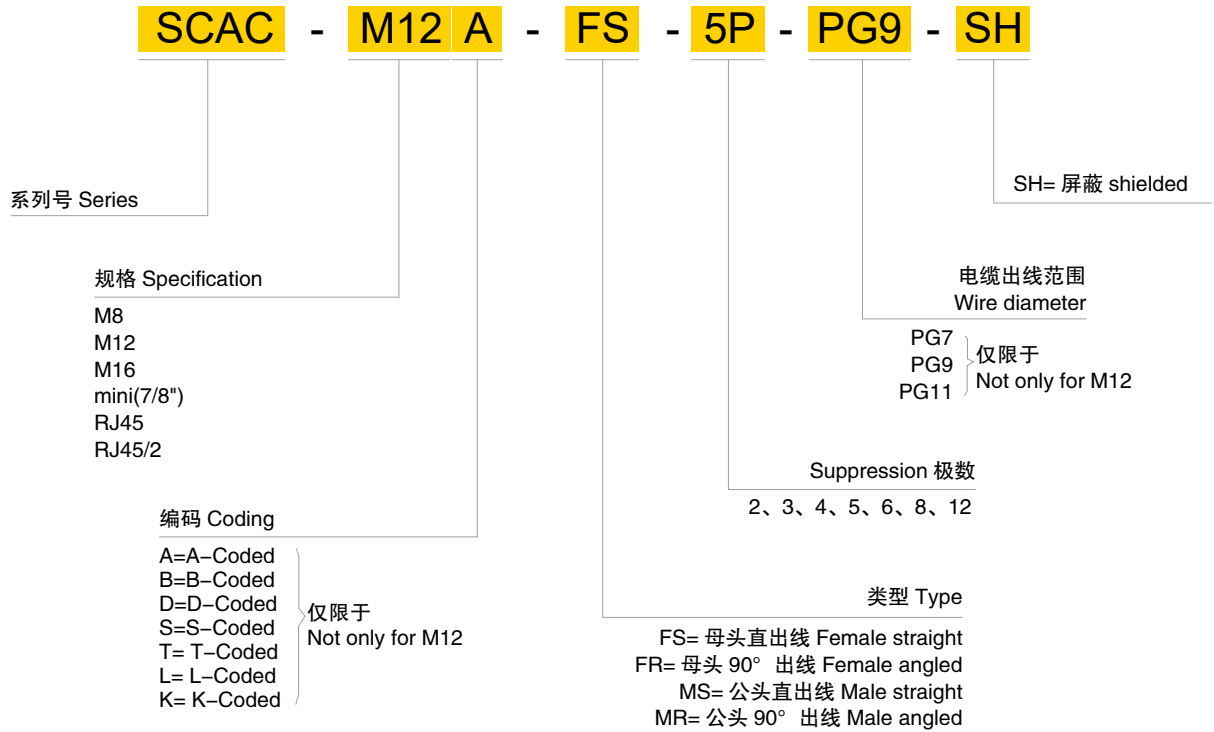 SCAC - M12 A - FS - 5P - PG9 - SH
系列号 Series
SH= 屏蔽 shielded
规格 Specification
M8
M12
M16
mini(7/8")
RJ45
RJ45/2
电缆出线范围
Wire diameter
PG7
PG9
PG11
仅限于
Not only for M12
Suppression 极数
2、3、4、5、6、8、12
编码 Coding
A=A–Coded
B=B–Coded
D=D–Coded
S=S–Coded
T= T–Coded
L= L–Coded
K= K–Coded
仅限于
Not only for M12
类型 Type
FS= 母头直出线 Female straight
FR= 母头 90° 出线 Female angled
MS= 公头直出线 Male straight
MR= 公头 90° 出线 Male angled